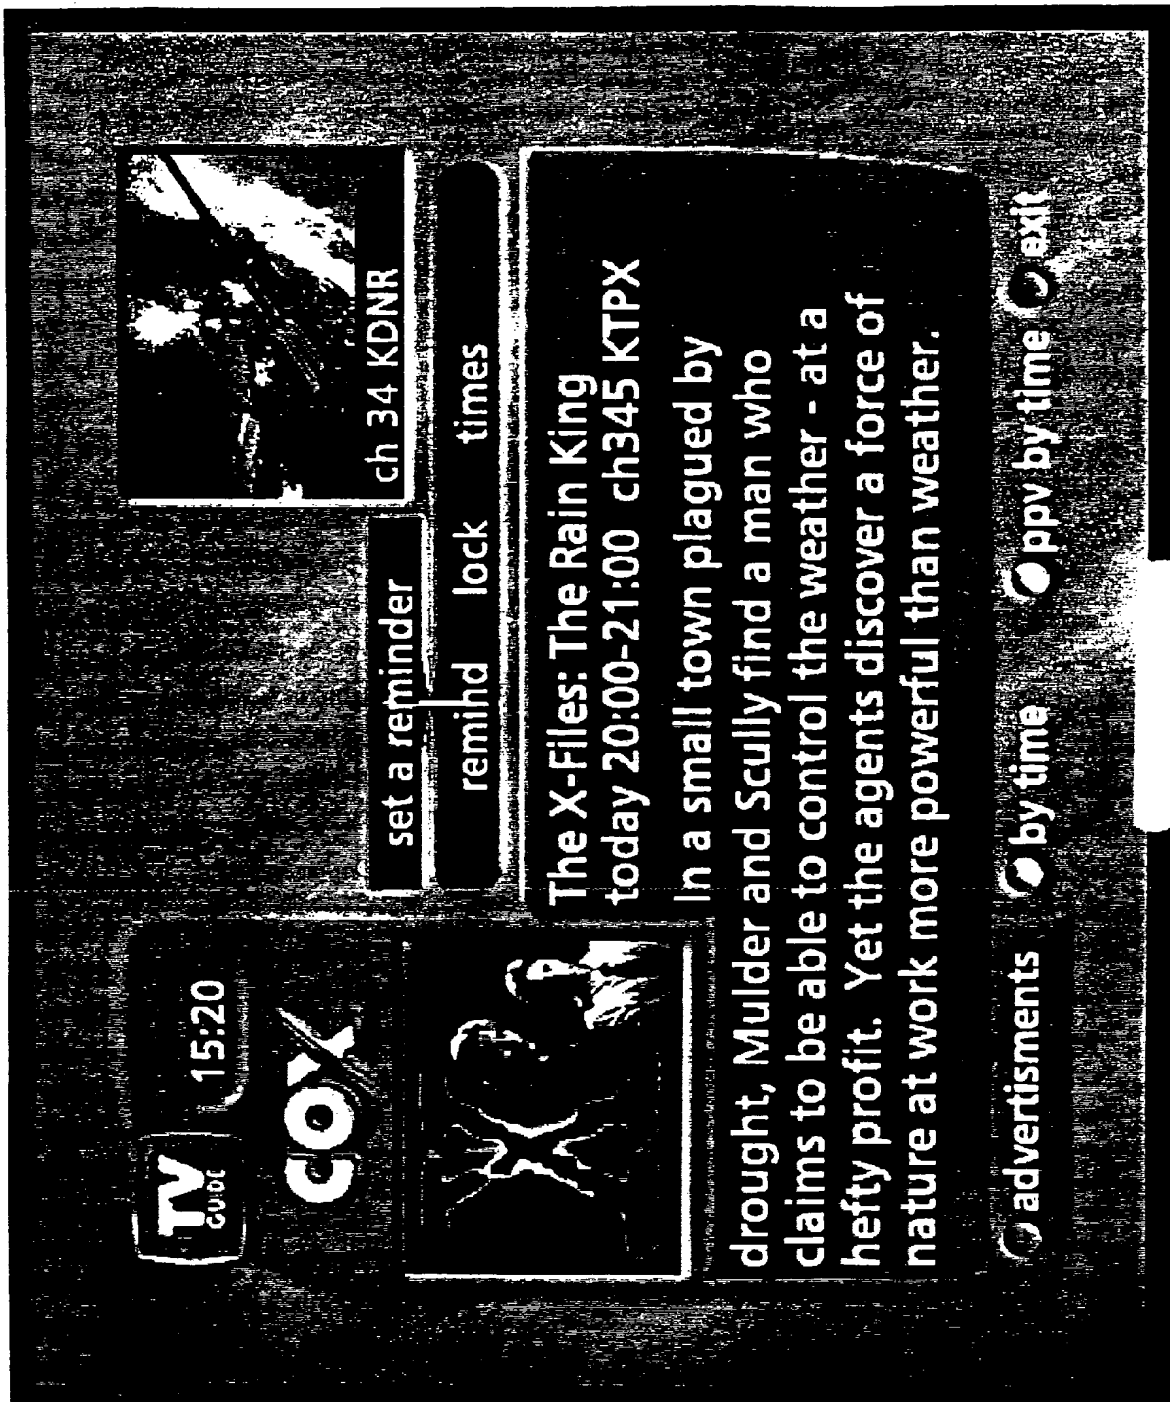 TV
GUIDE
15:20
COX
ch 34 KDNR
set a reminder
remind lock times
The X-Files: The Rain King
today 20:00-21:00 ch345 KTPX
In a small town plagued by
drought, Mulder and Scully find a man who
claims to be able to control the weather - at a
hefty profit. Yet the agents discover a force of
nature at work more powerful than weather.
advertisments by time ppv by time exit